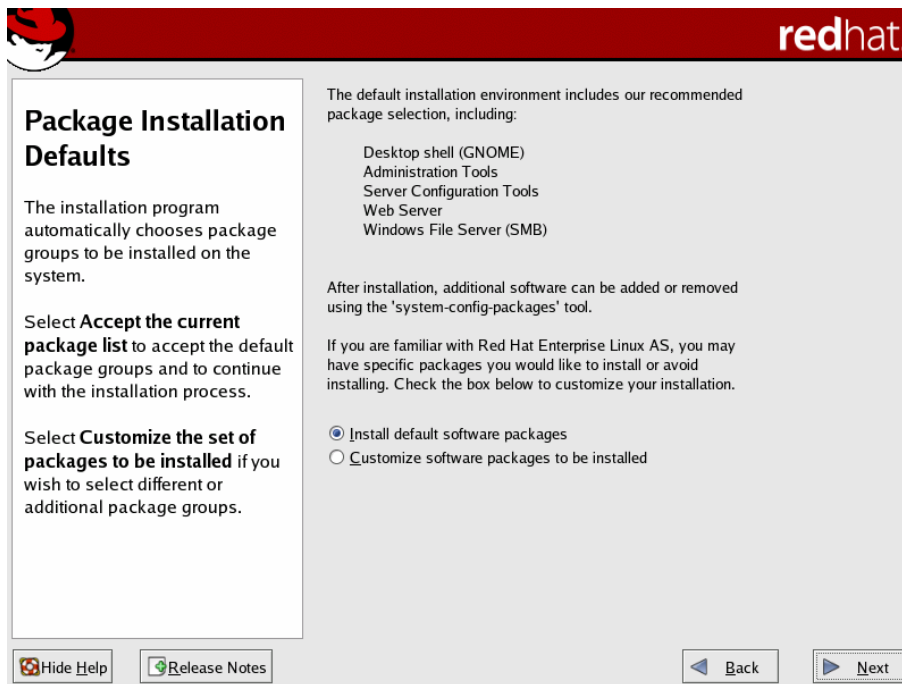 redhat.
Package Installation
Defaults
The installation program
automatically chooses package
groups to be installed on the
system.
Select Accept the current
package list to accept the default
package groups and to continue
with the installation process.
Select Customize the set of
packages to be installed if you
wish to select different or
additional package groups.
The default installation environment includes our recommended
package selection, including:
Desktop shell (GNOME)
Administration Tools
Server Configuration Tools
Web Server
Windows File Server (SMB)
After installation, additional software can be added or removed
using the 'system-config-packages' tool.
If you are familiar with Red Hat Enterprise Linux AS, you may
have specific packages you would like to install or avoid
installing. Check the box below to customize your installation.
Install default software packages
Customize software packages to be installed
Hide Help
Release Notes
Back
Next